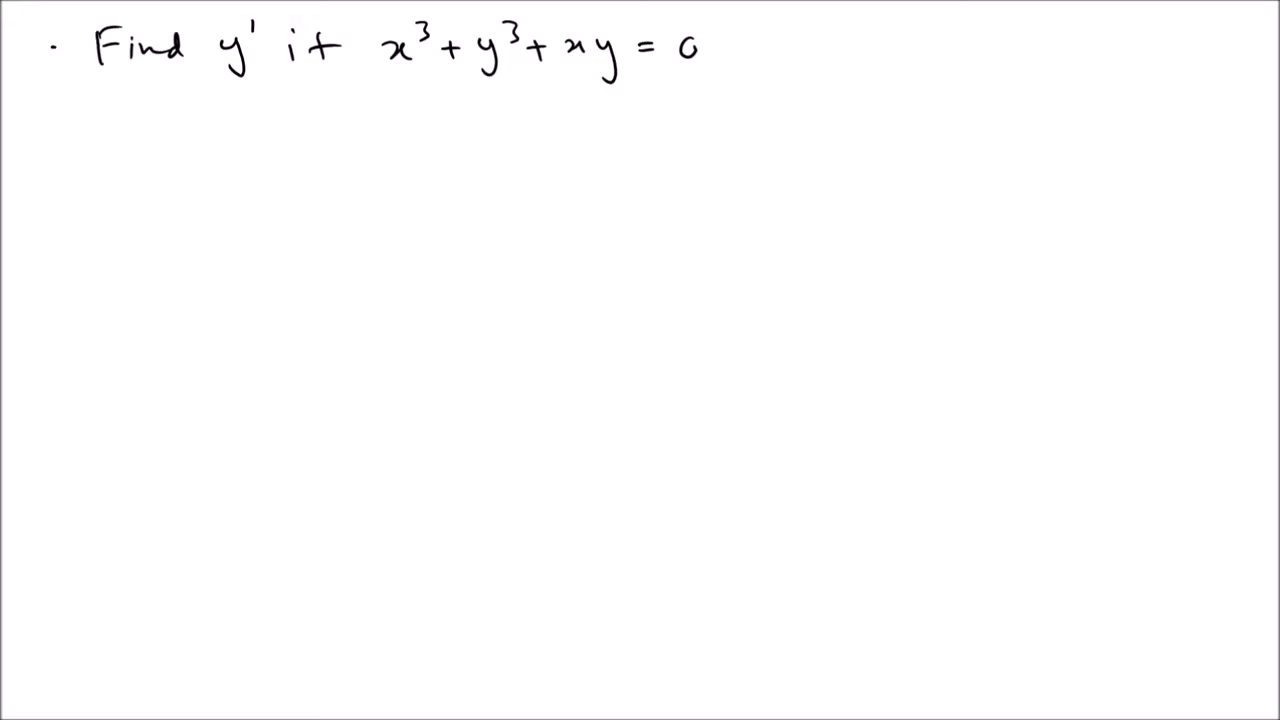 · Find y' if x³ + y³ + xy = 0